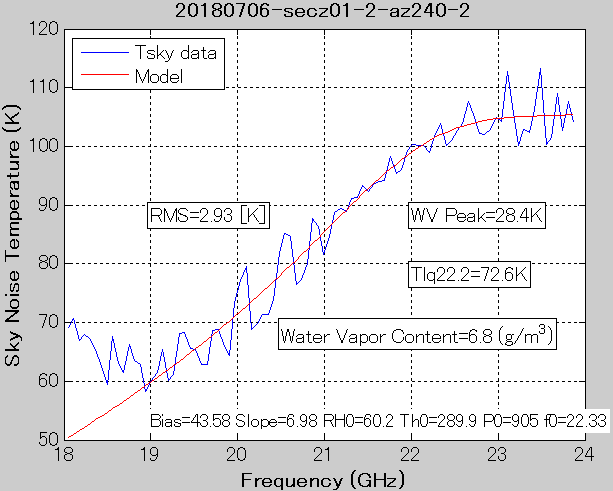 20180706-secz01-2-az240-2
120
Tsky data
Model
110
100
90
RMS=2.93 [K]
WV Peak=28.4K
80
Tlq22.2=72.6K
70
Water Vapor Content=6.8 (g/m³)
60
Bias=43.58 Slope=6.98 RH0=60.2 Th0=289.9 P0=905 f0=22.33
50
18 19 20 21 22 23 24
Frequency (GHz)
Sky Noise Temperature (K)